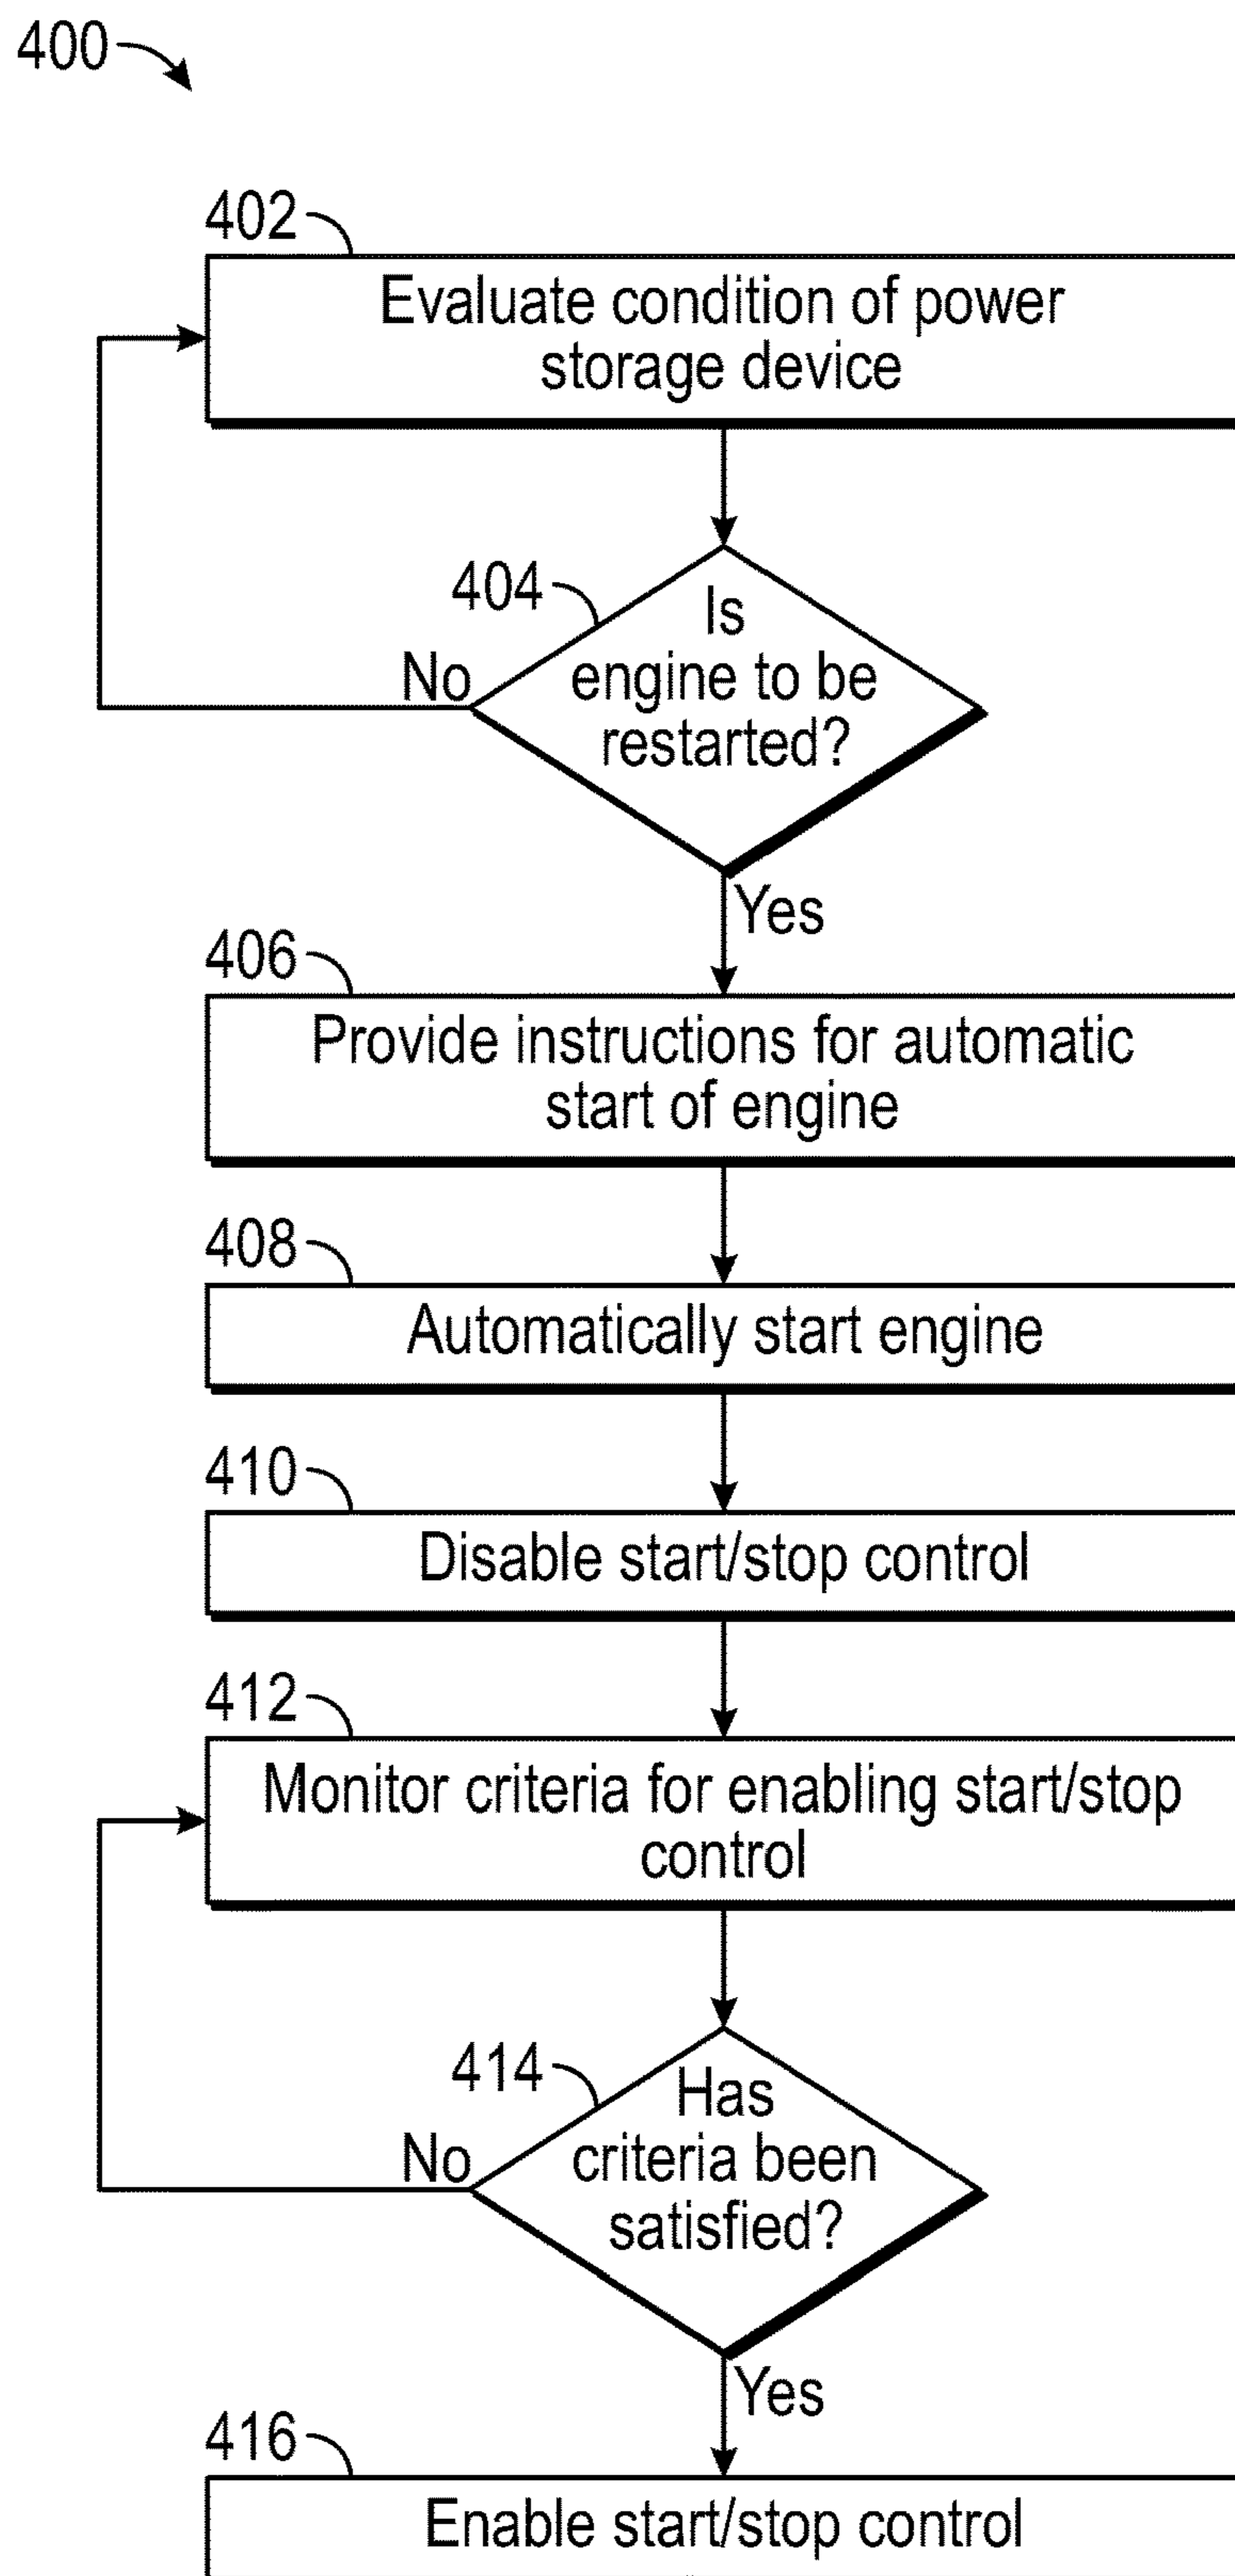 400
402
Evaluate condition of power
storage device
404
Is
engine to be
restarted?
No
Yes
406
Provide instructions for automatic
start of engine
408
Automatically start engine
410
Disable start/stop control
412
Monitor criteria for enabling start/stop
control
414
Has
criteria been
satisfied?
No
Yes
416
Enable start/stop control